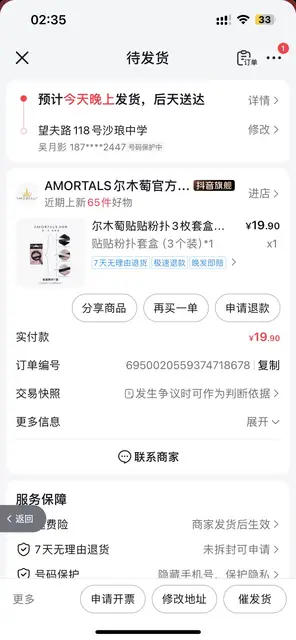 02:35
33
待发货
订单
1
预计今天晚上发货，后天送达
详情
望夫路118号沙琅中学
修改
吴月影 187****2447 号码保护中
AMORTALS尔木萄官方... 抖音旗舰
进店
近期上新65件好物
尔木萄贴贴粉扑3枚套盒...
¥19.90
贴贴粉扑套盒 (3个装)*1
x1
7天无理由退货 极速退款 晚发即赔
分享商品
再买一单
申请退款
实付款
¥19.90
订单编号
6950020559374718678 | 复制
交易快照
发生争议时可作为判断依据
更多信息
展开
联系商家
服务保障
返回
费险
商家发货后生效
7天无理由退货
未拆封可申请
号码保护
隐藏手机号、保护隐私
更多
申请开票
修改地址
催发货